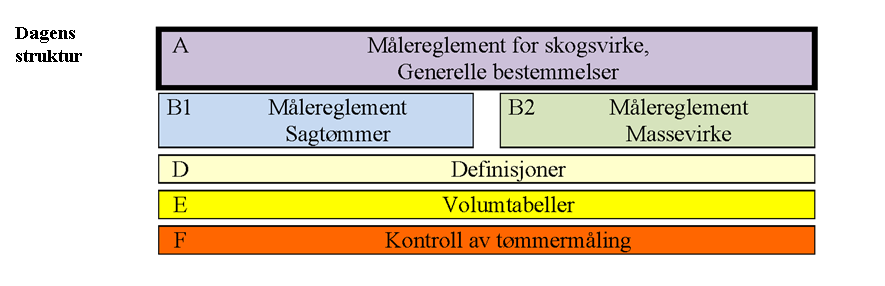 Dagens
struktur
A Målereglement for skogsvirke,
Generelle bestemmelser
B1 Målereglement
Sagtømmer
B2 Målereglement
Massevirke
D Definisjoner
E Volumtabeller
F Kontroll av tømmermåling